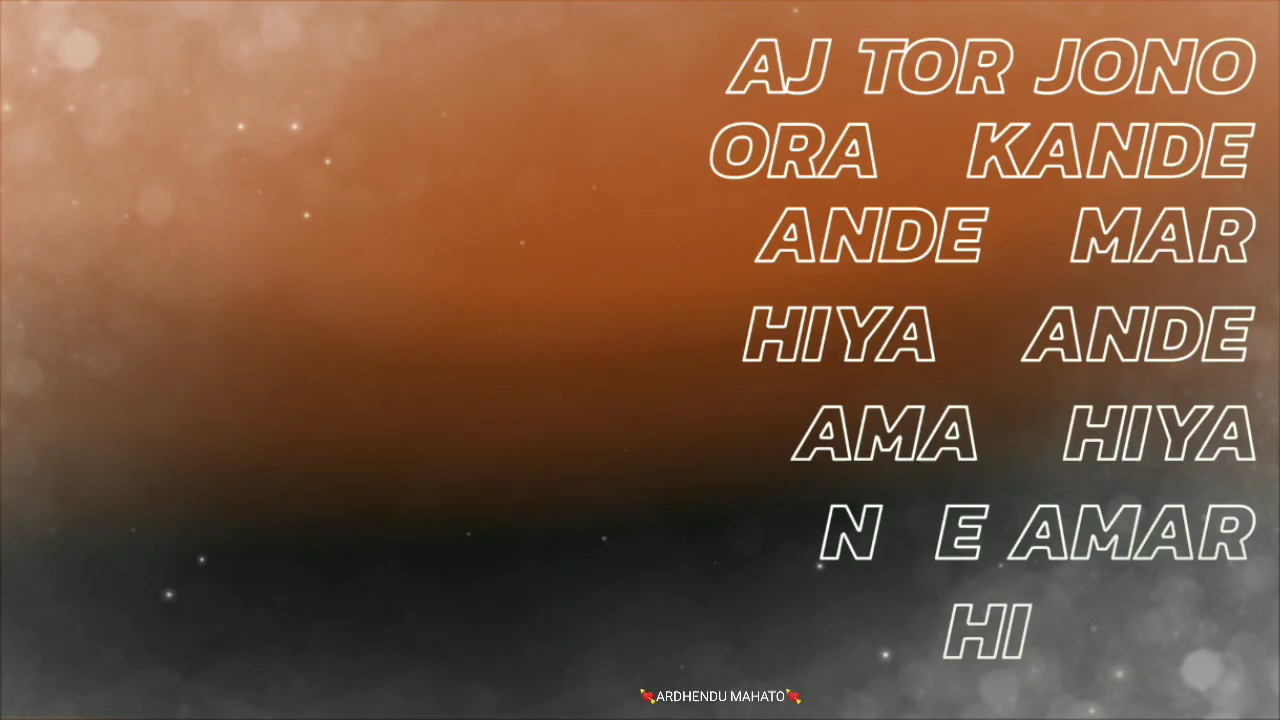 AJ TOR JONO
ORA KANDE
ANDE MAR
HIYA ANDE
AMA HIYA
N E AMAR
HI
💘ARDHENDU MAHATO💘